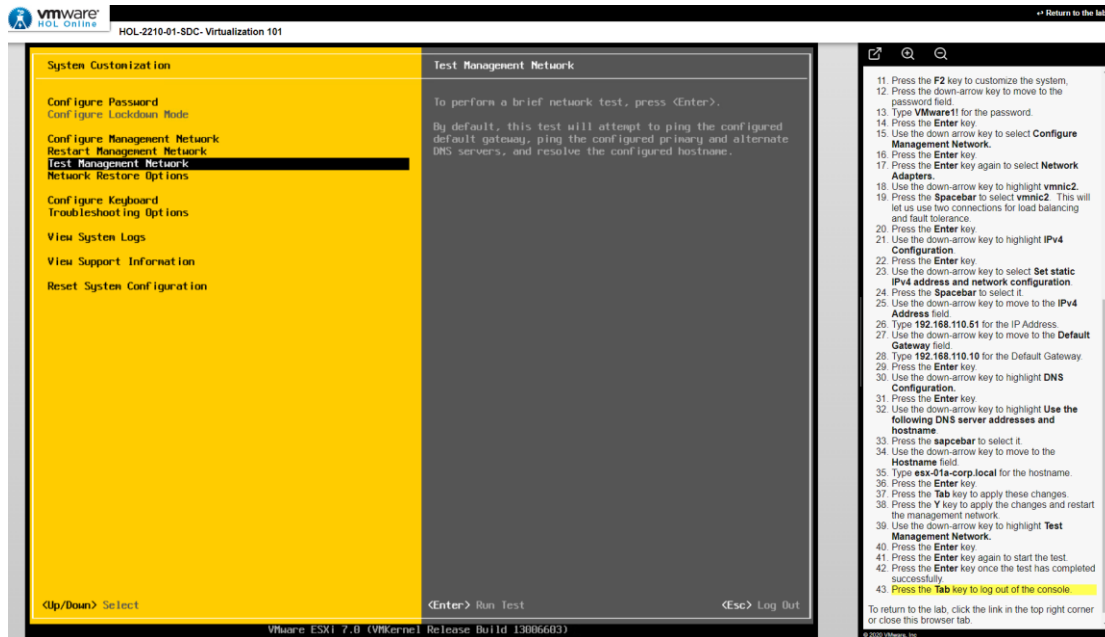 vmware
HOL Online
↩ Return to the lab
HOL-2210-01-SDC- Virtualization 101
System Customization
Configure Password
Configure Lockdown Mode
Configure Management Network
Restart Management Network
Test Management Network
Network Restore Options
Configure Keyboard
Troubleshooting Options
View System Logs
View Support Information
Reset System Configuration
<Up/Down> Select
Test Management Network
To perform a brief network test, press <Enter>.
By default, this test will attempt to ping the configured
default gateway, ping the configured primary and alternate
DNS servers, and resolve the configured hostname.
<Enter> Run Test
<Esc> Log Out
VMware ESXi 7.0 (VMKernel Release Build 13006603)
11. Press the F2 key to customize the system,
12. Press the down-arrow key to move to the
password field.
13. Type VMware1! for the password.
14. Press the Enter key.
15. Use the down arrow key to select Configure
Management Network.
16. Press the Enter key.
17. Press the Enter key again to select Network
Adapters.
18. Use the down-arrow key to highlight vmnic2.
19. Press the Spacebar to select vmnic2. This will
let us use two connections for load balancing
and fault tolerance.
20. Press the Enter key.
21. Use the down-arrow key to highlight IPv4
Configuration.
22. Press the Enter key.
23. Use the down-arrow key to select Set static
IPv4 address and network configuration.
24. Press the Spacebar to select it.
25. Use the down-arrow key to move to the IPv4
Address field.
26. Type 192.168.110.51 for the IP Address.
27. Use the down-arrow key to move to the Default
Gateway field.
28. Type 192.168.110.10 for the Default Gateway.
29. Press the Enter key.
30. Use the down-arrow key to highlight DNS
Configuration.
31. Press the Enter key.
32. Use the down-arrow key to highlight Use the
following DNS server addresses and
hostname.
33. Press the sapcebar to select it.
34. Use the down-arrow key to move to the
Hostname field.
35. Type esx-01a-corp.local for the hostname.
36. Press the Enter key.
37. Press the Tab key to apply these changes.
38. Press the Y key to apply the changes and restart
the management network.
39. Use the down-arrow key to highlight Test
Management Network.
40. Press the Enter key.
41. Press the Enter key again to start the test.
42. Press the Enter key once the test has completed
successfully.
43. Press the Tab key to log out of the console.
To return to the lab, click the link in the top right corner
or close this browser tab.
© 2020 VMware, Inc